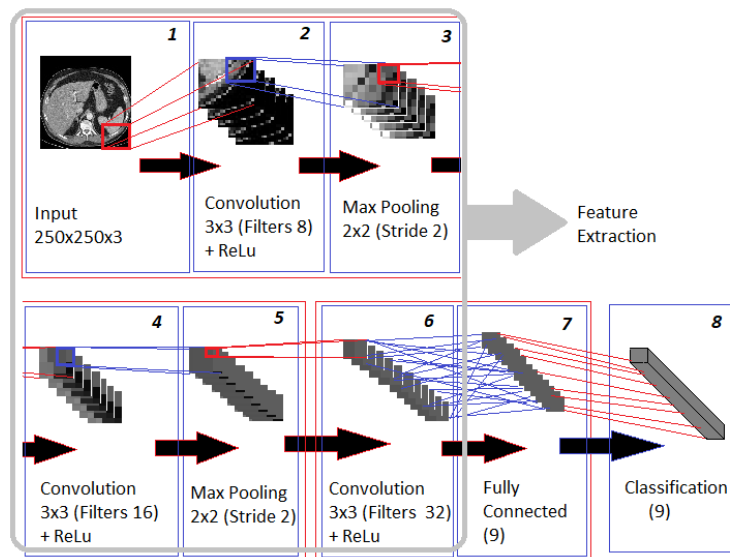 1
2
3
Input
250x250x3
Convolution
3x3 (Filters 8)
+ ReLu
Max Pooling
2x2 (Stride 2)
Feature
Extraction
4
5
6
7
8
Convolution
3x3 (Filters 16)
+ ReLu
Max Pooling
2x2 (Stride 2)
Convolution
3x3 (Filters 32)
+ ReLu
Fully
Connected
(9)
Classification
(9)